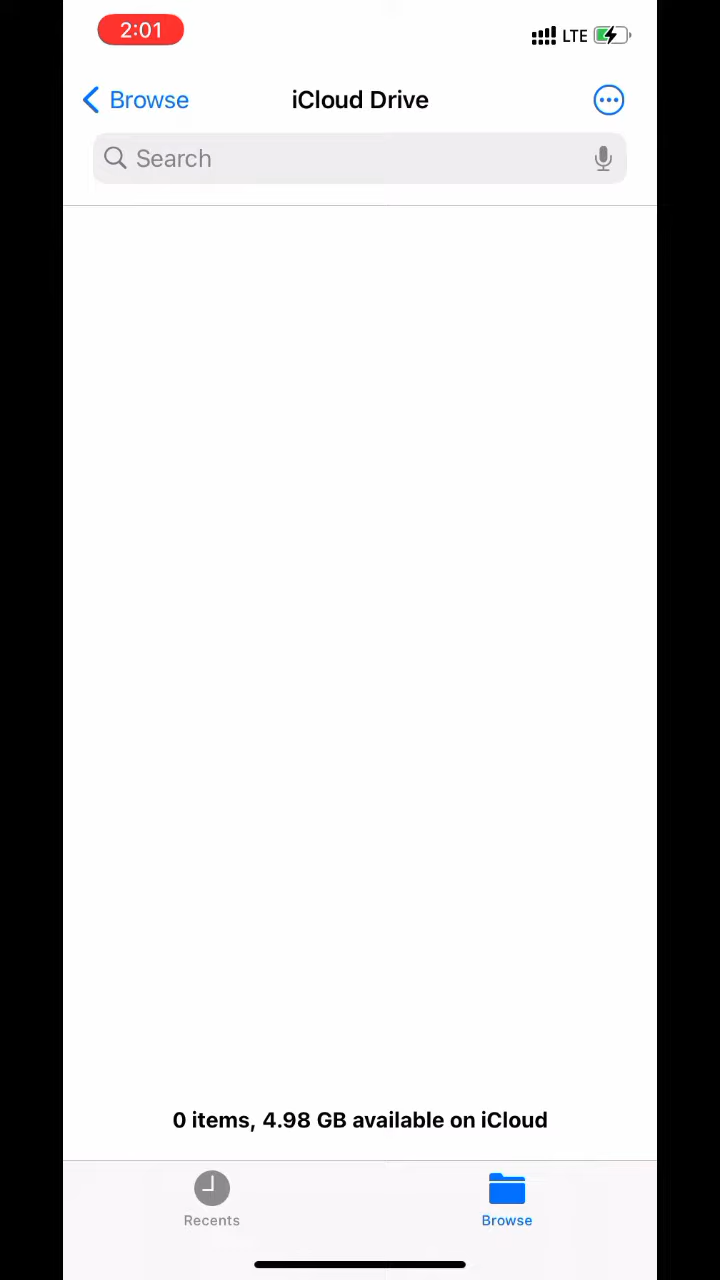 2:01
LTE
Browse
iCloud Drive
Search
0 items, 4.98 GB available on iCloud
Recents
Browse